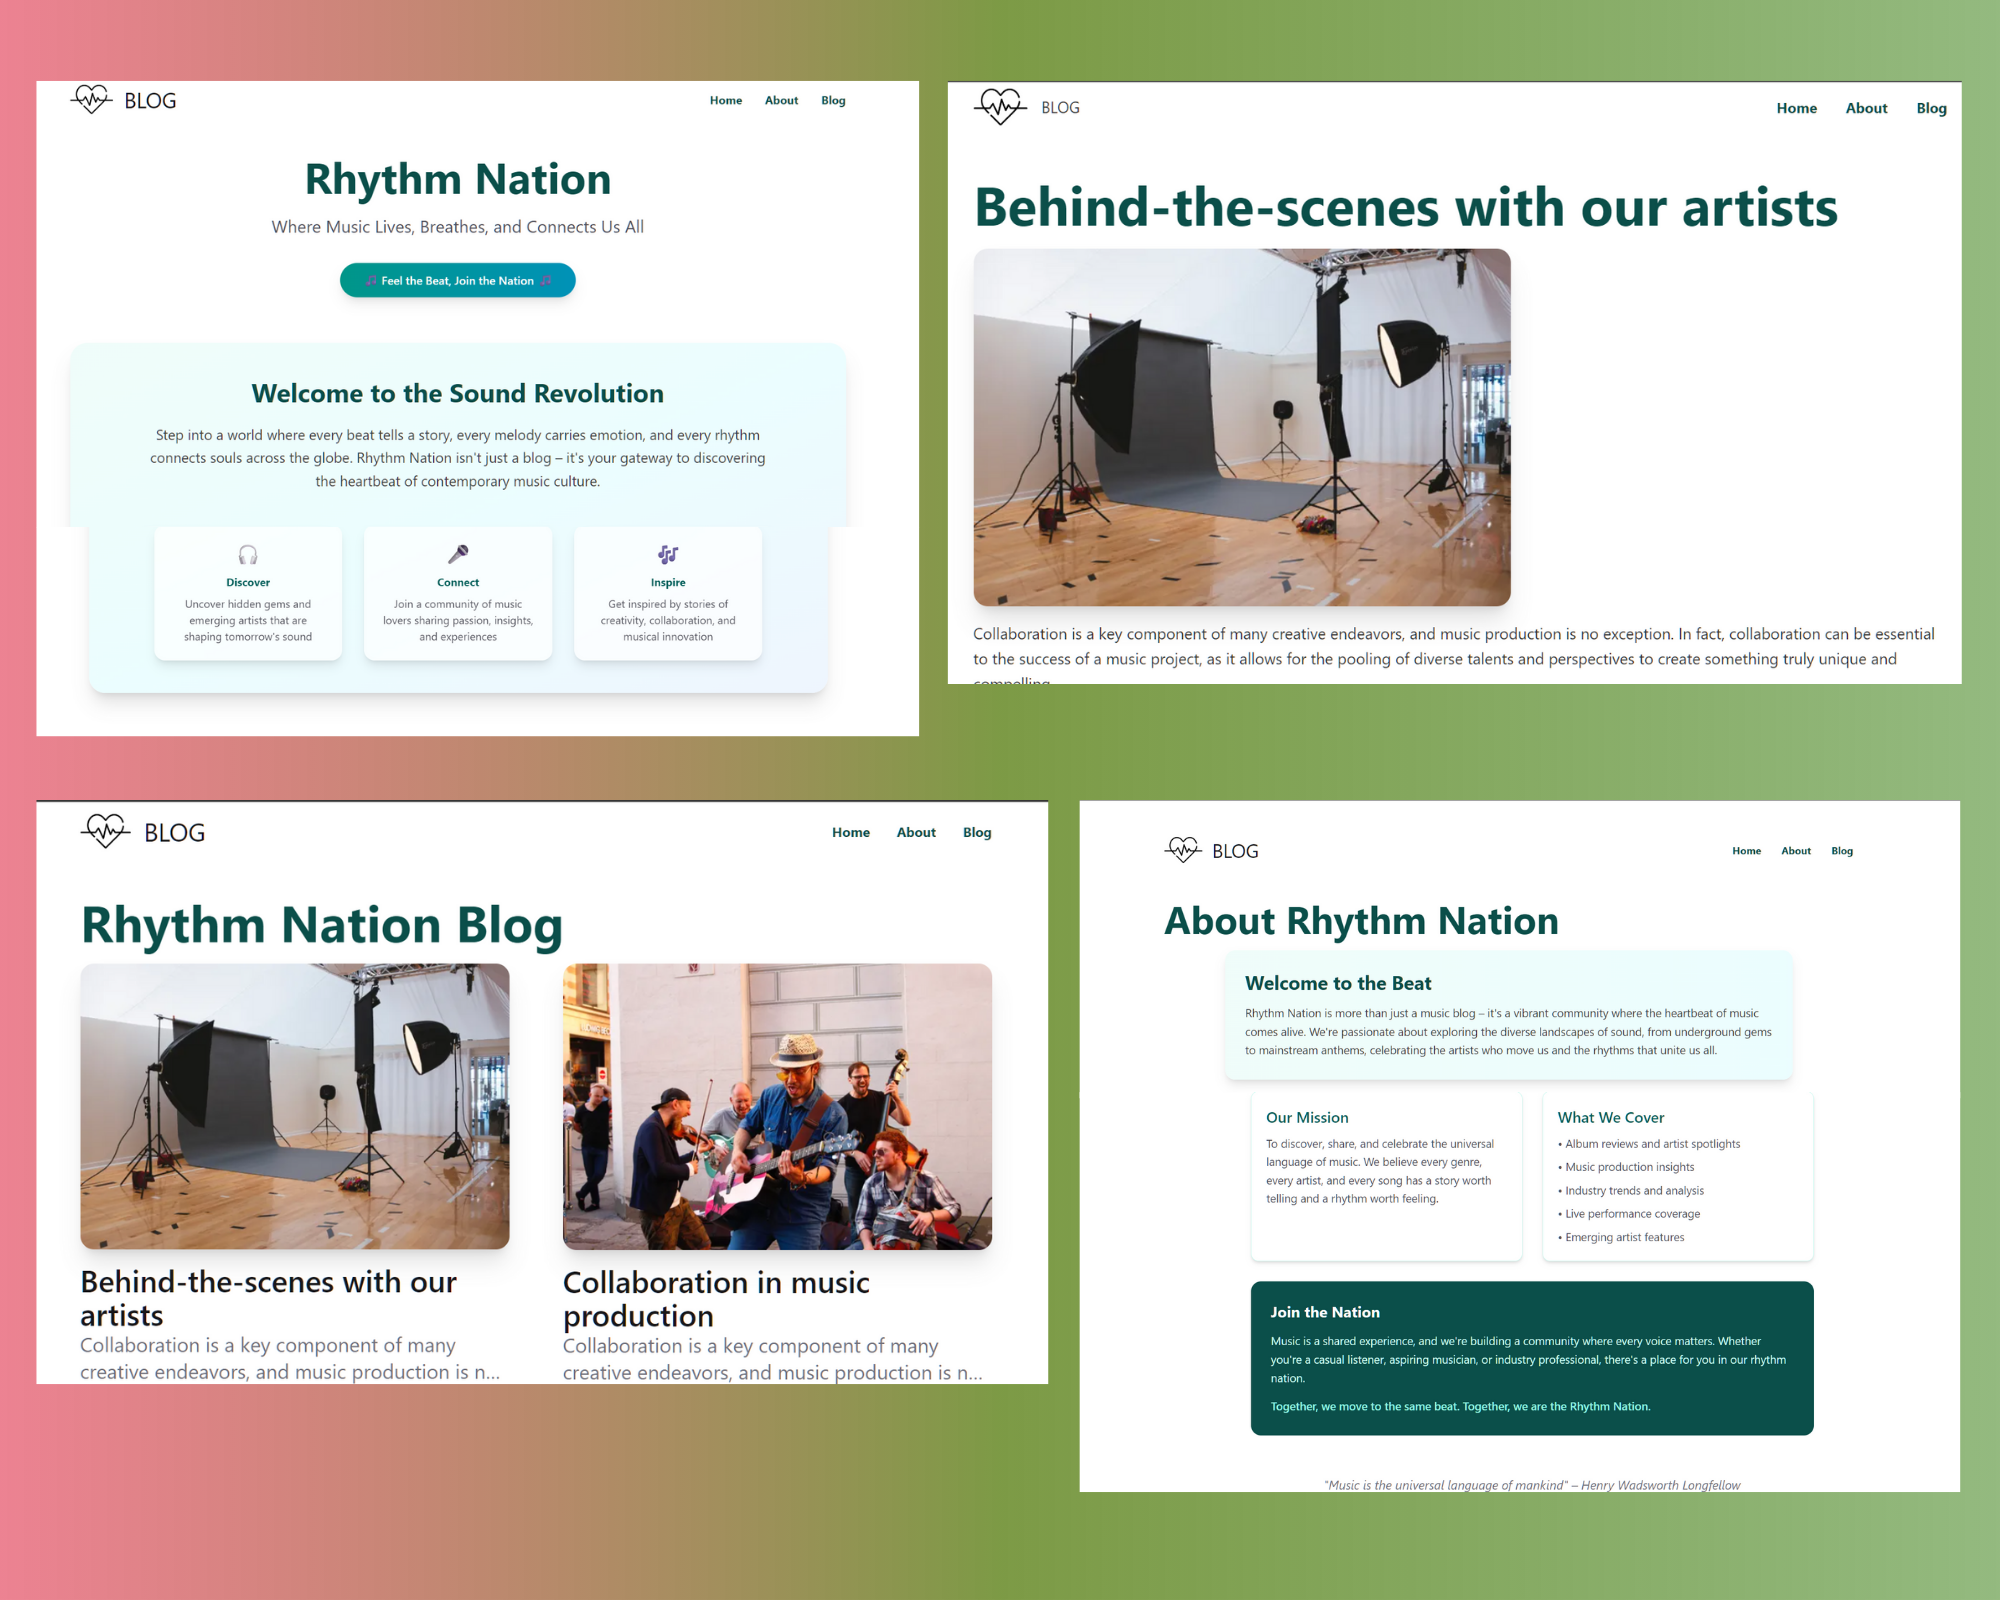 BLOG
Home About Blog
Rhythm Nation
Where Music Lives, Breathes, and Connects Us All
🎵 Feel the Beat, Join the Nation 🎵
Welcome to the Sound Revolution
Step into a world where every beat tells a story, every melody carries emotion, and every rhythm
connects souls across the globe. Rhythm Nation isn't just a blog – it's your gateway to discovering
the heartbeat of contemporary music culture.
Discover
Uncover hidden gems and
emerging artists that are
shaping tomorrow's sound
Connect
Join a community of music
lovers sharing passion, insights,
and experiences
Inspire
Get inspired by stories of
creativity, collaboration, and
musical innovation
BLOG
Home About Blog
Behind-the-scenes with our artists
Collaboration is a key component of many creative endeavors, and music production is no exception. In fact, collaboration can be essential
to the success of a music project, as it allows for the pooling of diverse talents and perspectives to create something truly unique and
compelling.
BLOG
Home About Blog
Rhythm Nation Blog
Behind-the-scenes with our
artists
Collaboration is a key component of many
creative endeavors, and music production is n...
Collaboration in music
production
Collaboration is a key component of many
creative endeavors, and music production is n...
BLOG
Home About Blog
About Rhythm Nation
Welcome to the Beat
Rhythm Nation is more than just a music blog – it's a vibrant community where the heartbeat of music
comes alive. We're passionate about exploring the diverse landscapes of sound, from underground gems
to mainstream anthems, celebrating the artists who move us and the rhythms that unite us all.
Our Mission
To discover, share, and celebrate the universal
language of music. We believe every genre,
every artist, and every song has a story worth
telling and a rhythm worth feeling.
What We Cover
• Album reviews and artist spotlights
• Music production insights
• Industry trends and analysis
• Live performance coverage
• Emerging artist features
Join the Nation
Music is a shared experience, and we're building a community where every voice matters. Whether
you're a casual listener, aspiring musician, or industry professional, there's a place for you in our rhythm
nation.
Together, we move to the same beat. Together, we are the Rhythm Nation.
"Music is the universal language of mankind" – Henry Wadsworth Longfellow